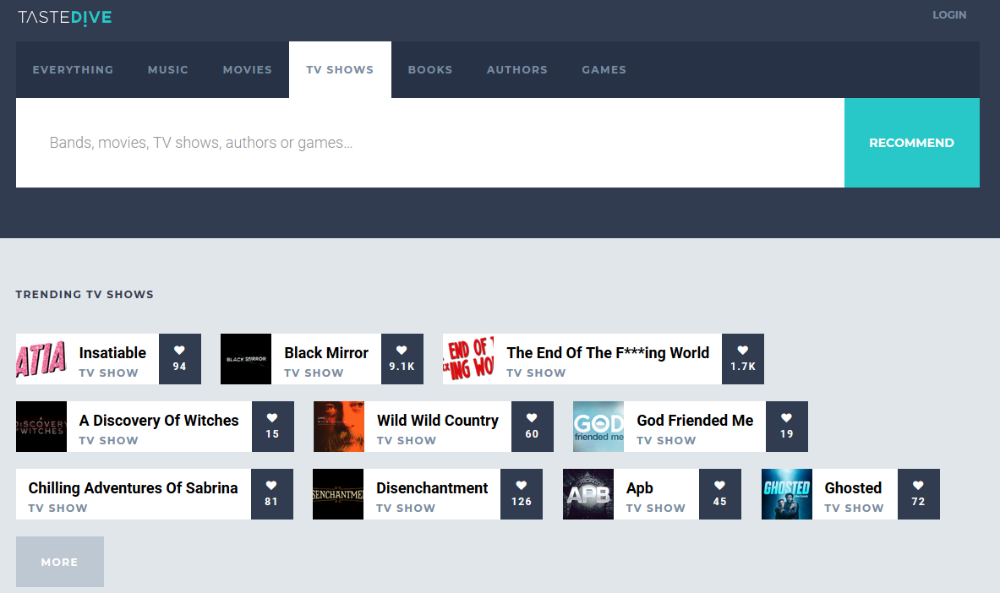 TASTEDIVE
LOGIN
EVERYTHING MUSIC MOVIES TV SHOWS BOOKS AUTHORS GAMES
Bands, movies, TV shows, authors or games...
RECOMMEND
TRENDING TV SHOWS
ATIA
Insatiable
TV SHOW
94
BLACK MIRROR
Black Mirror
TV SHOW
9.1K
END OF T
ING WO
The End Of The F***ing World
TV SHOW
1.7K
A
DISCOVERY
WITCHES
A Discovery Of Witches
TV SHOW
15
Wild Wild Country
TV SHOW
60
GOD
friended me
God Friended Me
TV SHOW
19
Chilling Adventures Of Sabrina
TV SHOW
81
SENCHANTMEN
Disenchantment
TV SHOW
126
APB
Apb
TV SHOW
45
GHOSTED
Ghosted
TV SHOW
72
MORE